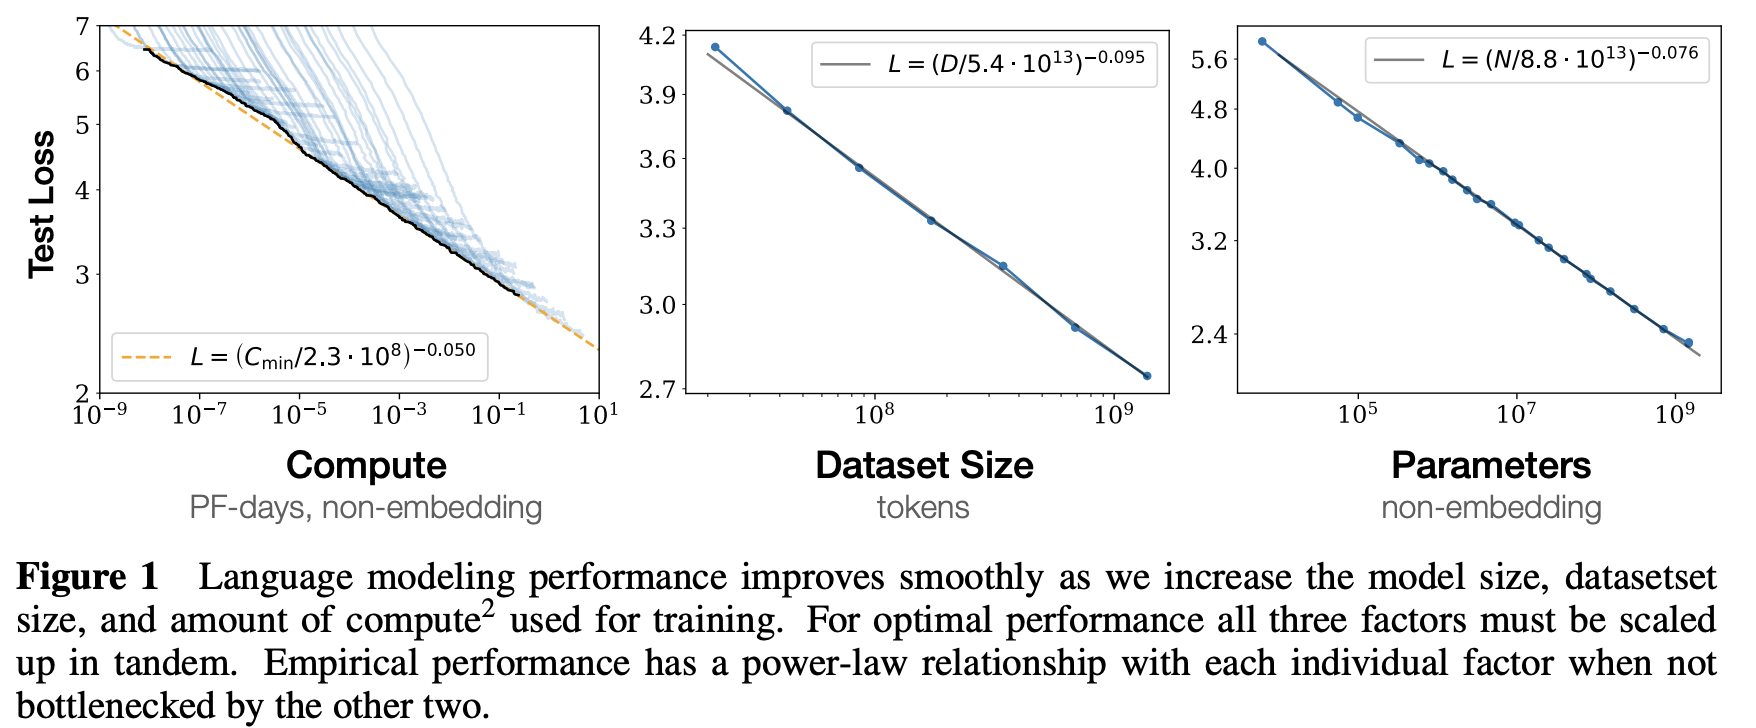 Test Loss
7
6
5
4
3
2
L = (C_min/2.3 · 10^8)^−0.050
10^−9 10^−7 10^−5 10^−3 10^−1 10^1
Compute
PF-days, non-embedding
4.2
3.9
3.6
3.3
3.0
2.7
L = (D/5.4 · 10^13)^−0.095
10^8 10^9
Dataset Size
tokens
5.6
4.8
4.0
3.2
2.4
L = (N/8.8 · 10^13)^−0.076
10^5 10^7 10^9
Parameters
non-embedding
Figure 1 Language modeling performance improves smoothly as we increase the model size, datasetset
size, and amount of compute^2 used for training. For optimal performance all three factors must be scaled
up in tandem. Empirical performance has a power-law relationship with each individual factor when not
bottlenecked by the other two.